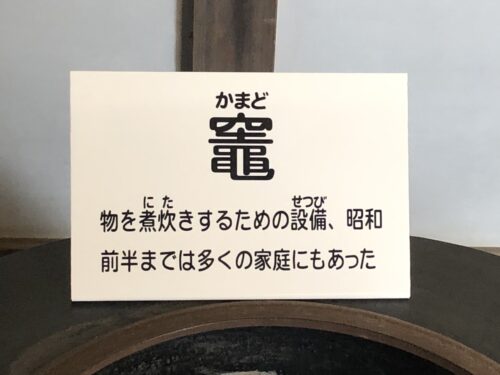 かまど
竈
にた せつび
物を煮炊きするための設備、昭和
前半までは多くの家庭にもあった